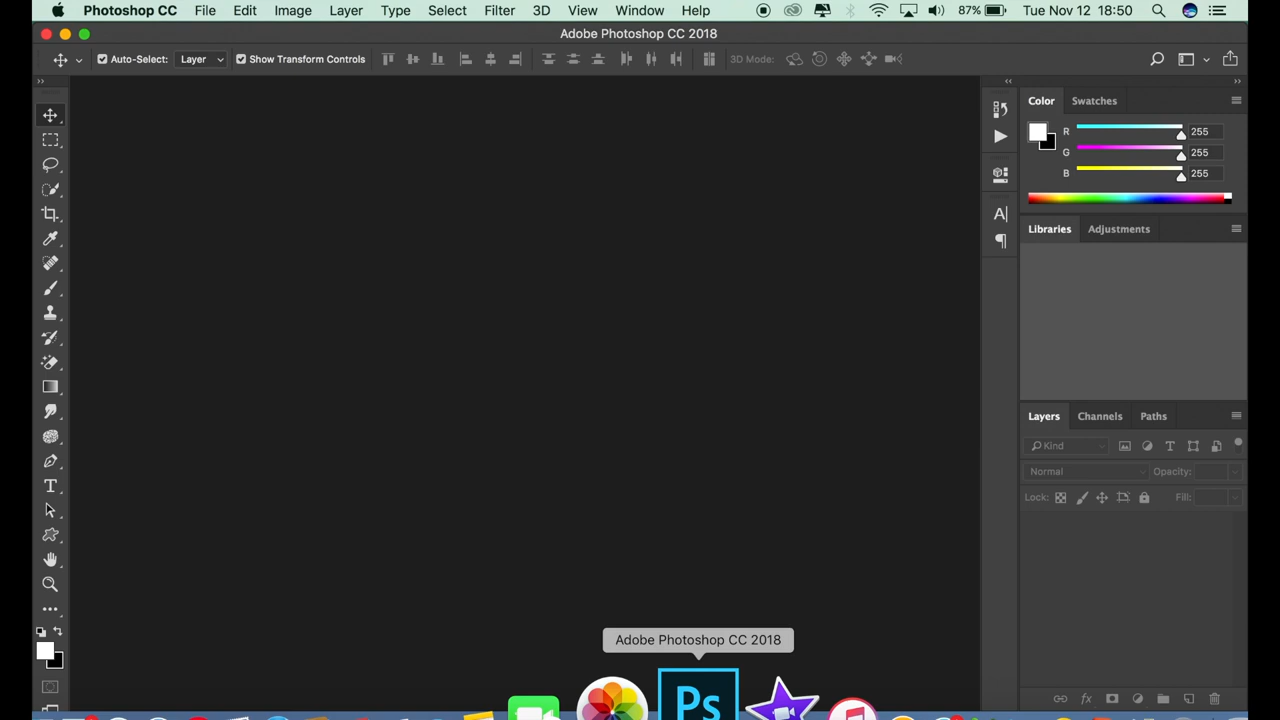 Photoshop CC File Edit Image Layer Type Select Filter 3D View Window Help 87% Tue Nov 12 18:50
Adobe Photoshop CC 2018
Auto-Select: Layer Show Transform Controls 3D Mode:
Color Swatches
R 255
G 255
B 255
Libraries Adjustments
Layers Channels Paths
Kind
Normal Opacity:
Lock: Fill:
Adobe Photoshop CC 2018
Ps